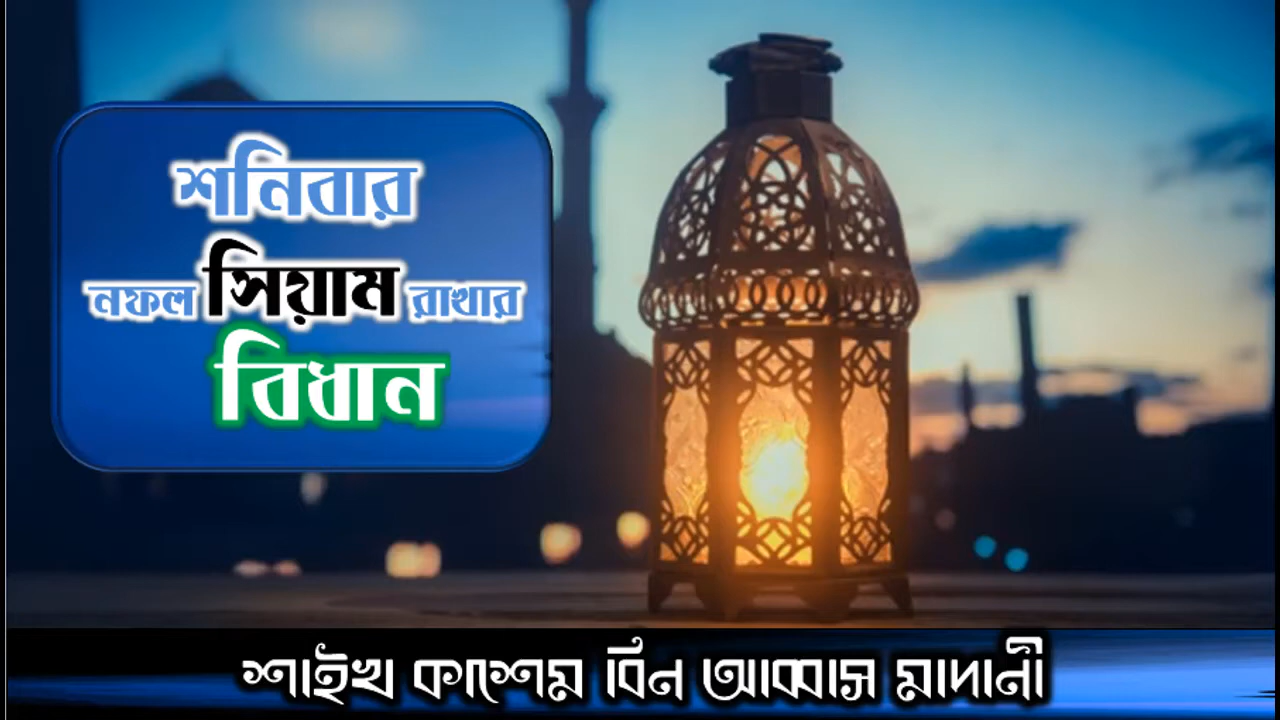 শনিবার
নফল সিয়াম রাখার
বিধান
শাইখ কাশেম বিন আব্বাস মাদানী